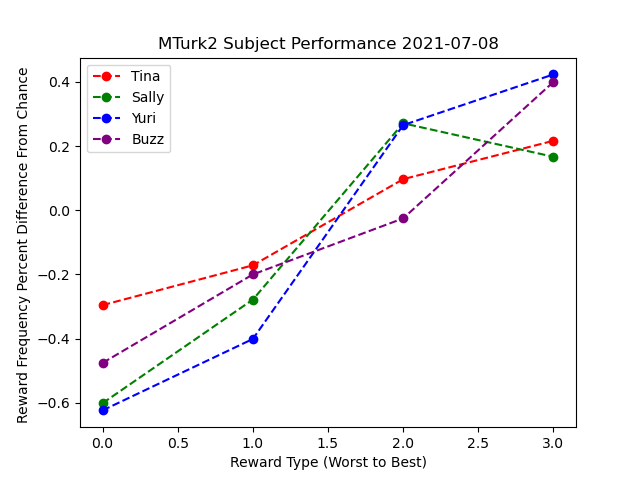 MTurk2 Subject Performance 2021-07-08
Reward Frequency Percent Difference From Chance
0.4
0.2
0.0
−0.2
−0.4
−0.6
Tina
Sally
Yuri
Buzz
0.0 0.5 1.0 1.5 2.0 2.5 3.0
Reward Type (Worst to Best)